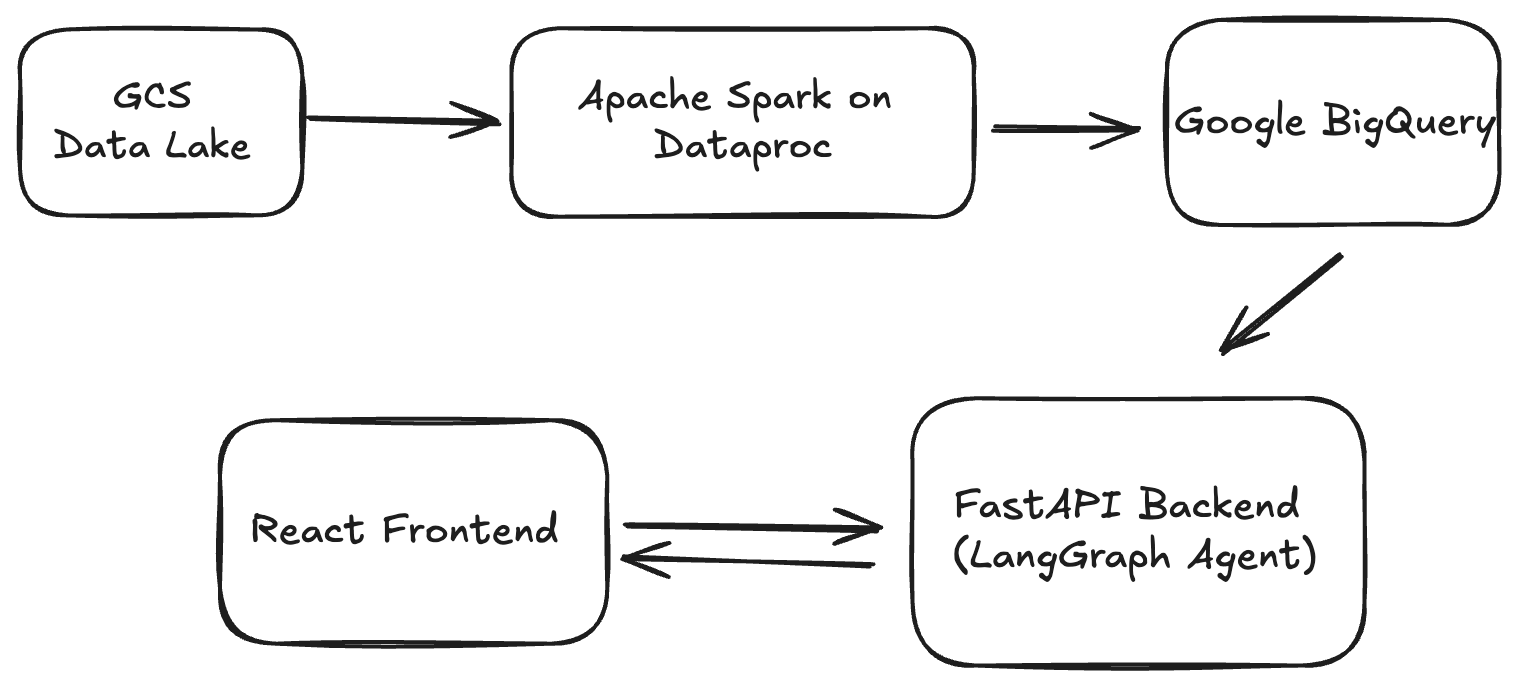 GCS
Data Lake
Apache Spark on
Dataproc
Google BigQuery
React Frontend
FastAPI Backend
(LangGraph Agent)